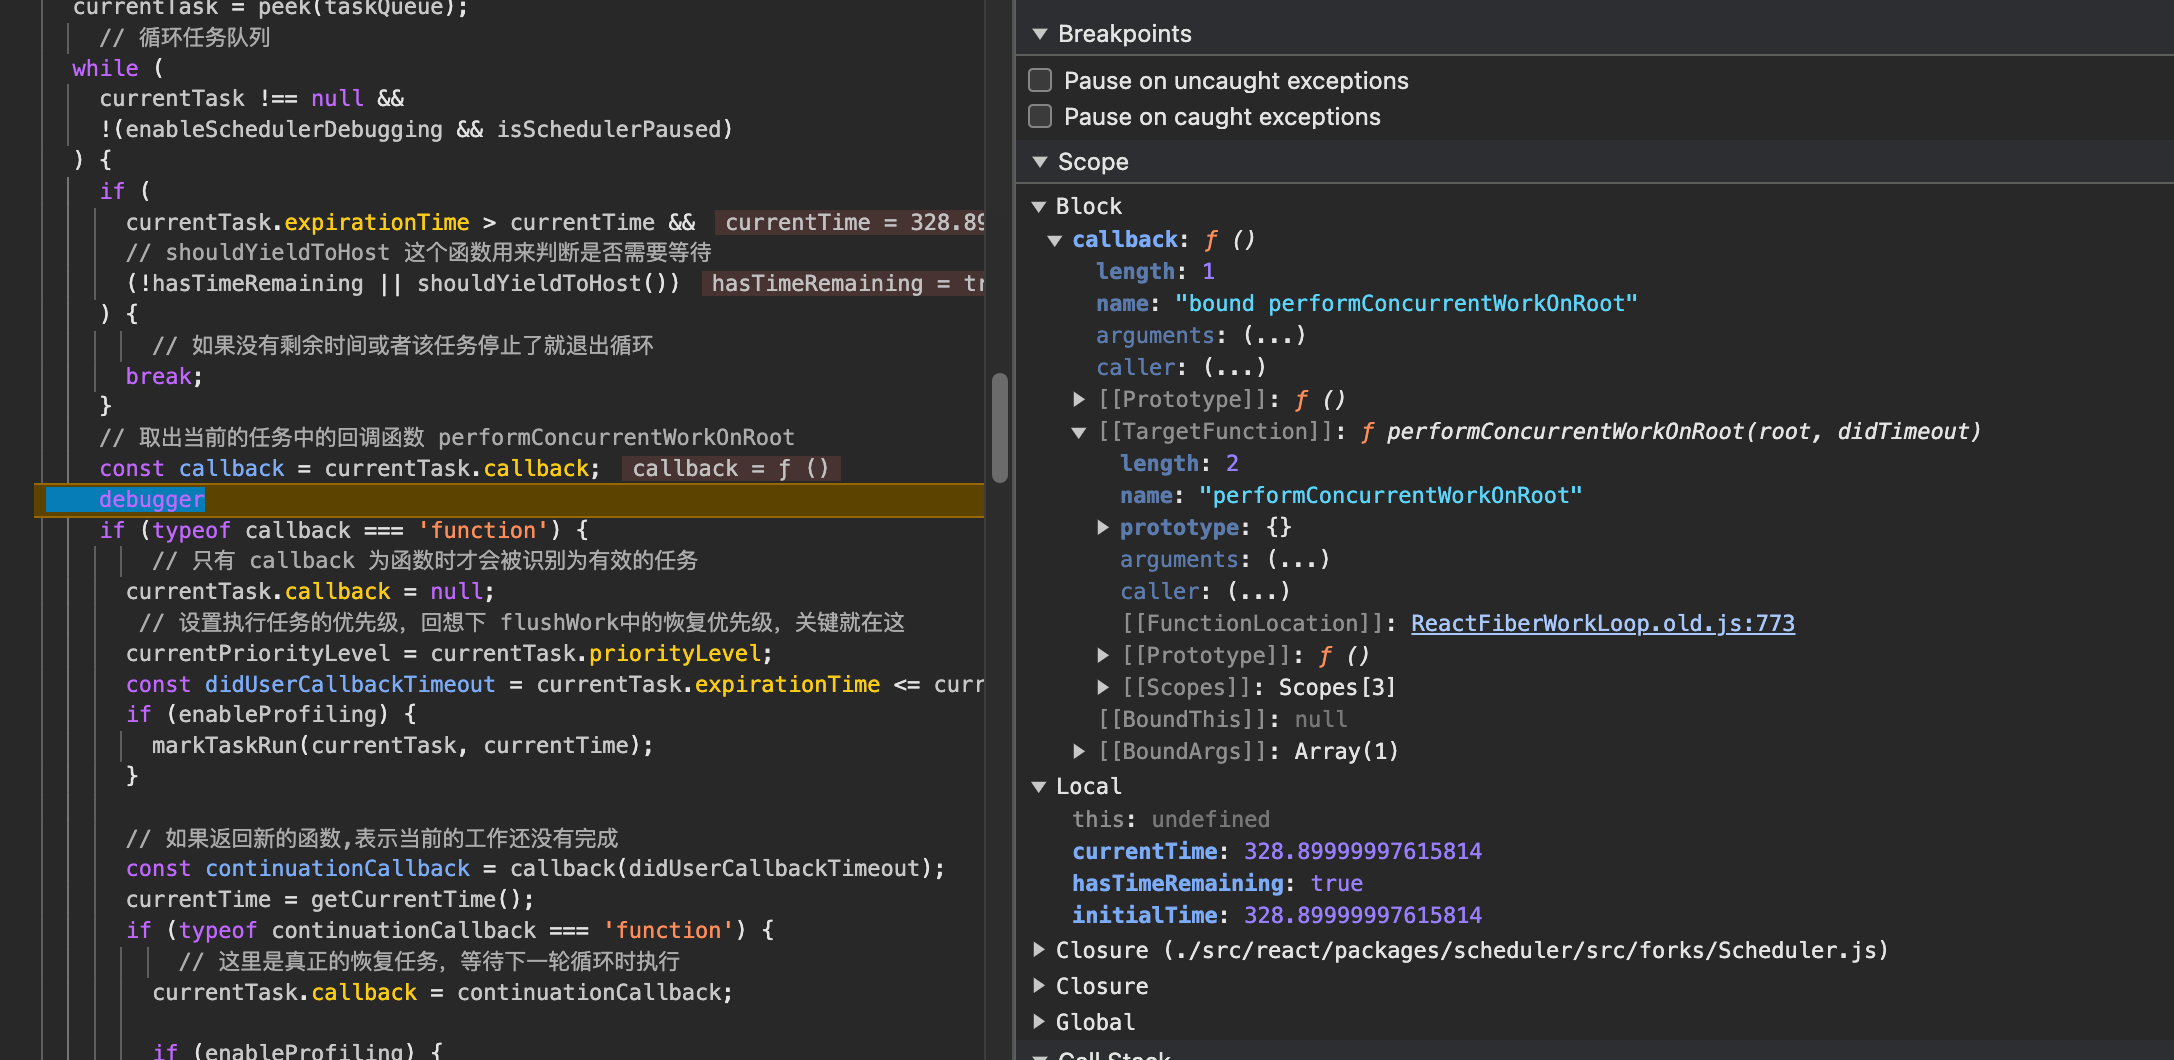 currentTask = peek(taskQueue);
// 循环任务队列
while (
currentTask !== null &&
!(enableSchedulerDebugging && isSchedulerPaused)
) {
if (
currentTask.expirationTime > currentTime && currentTime = 328.89
// shouldYieldToHost 这个函数用来判断是否需要等待
(!hasTimeRemaining || shouldYieldToHost()) hasTimeRemaining = tr
) {
// 如果没有剩余时间或者该任务停止了就退出循环
break;
}
// 取出当前的任务中的回调函数 performConcurrentWorkOnRoot
const callback = currentTask.callback; callback = ƒ ()
debugger
if (typeof callback === 'function') {
// 只有 callback 为函数时才会被识别为有效的任务
currentTask.callback = null;
// 设置执行任务的优先级，回想下 flushWork中的恢复优先级，关键就在这
currentPriorityLevel = currentTask.priorityLevel;
const didUserCallbackTimeout = currentTask.expirationTime <= curr
if (enableProfiling) {
markTaskRun(currentTask, currentTime);
}
// 如果返回新的函数,表示当前的工作还没有完成
const continuationCallback = callback(didUserCallbackTimeout);
currentTime = getCurrentTime();
if (typeof continuationCallback === 'function') {
// 这里是真正的恢复任务，等待下一轮循环时执行
currentTask.callback = continuationCallback;
if (enableProfiling) {
Breakpoints
Pause on uncaught exceptions
Pause on caught exceptions
Scope
Block
callback: ƒ ()
length: 1
name: "bound performConcurrentWorkOnRoot"
arguments: (...)
caller: (...)
[[Prototype]]: ƒ ()
[[TargetFunction]]: ƒ performConcurrentWorkOnRoot(root, didTimeout)
length: 2
name: "performConcurrentWorkOnRoot"
prototype: {}
arguments: (...)
caller: (...)
[[FunctionLocation]]: ReactFiberWorkLoop.old.js:773
[[Prototype]]: ƒ ()
[[Scopes]]: Scopes[3]
[[BoundThis]]: null
[[BoundArgs]]: Array(1)
Local
this: undefined
currentTime: 328.89999997615814
hasTimeRemaining: true
initialTime: 328.89999997615814
Closure (./src/react/packages/scheduler/src/forks/Scheduler.js)
Closure
Global
Call Stack